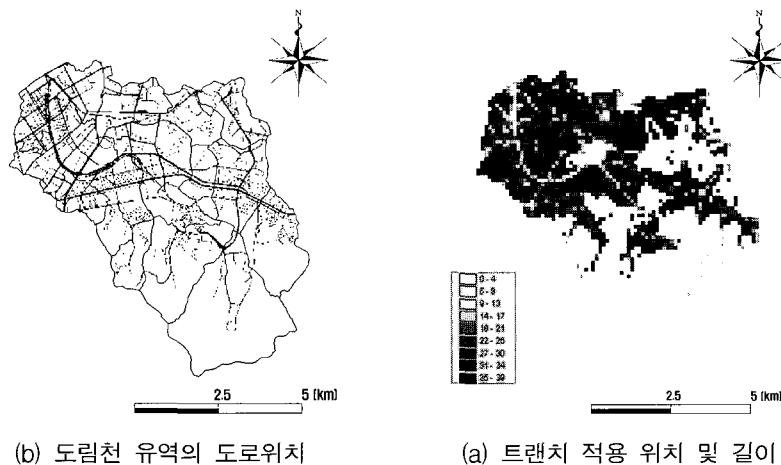 N
N
0 - 4
5 - 8
9 - 13
14 - 17
18 - 21
22 - 26
27 - 30
31 - 34
35 - 39
2.5 5 (km)
2.5 5 (km)
(b) 도림천 유역의 도로위치
(a) 트랜치 적용 위치 및 길이